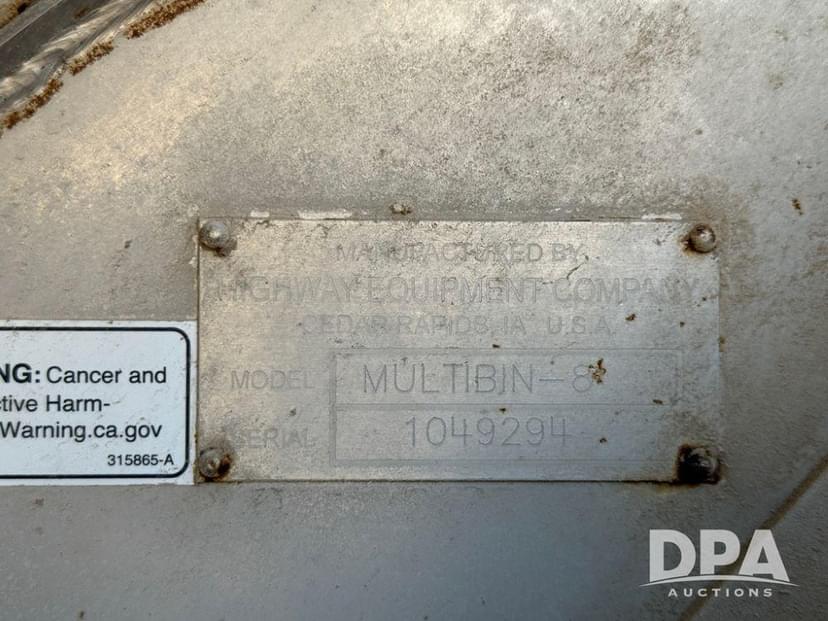 MANUFACTURED BY
HIGHWAY EQUIPMENT COMPANY
CEDAR RAPIDS, IA U.S.A.
MODEL MULTIBIN-8
SERIAL 1049294
NG: Cancer and
ctive Harm-
Warning.ca.gov
315865-A
DPA
AUCTIONS